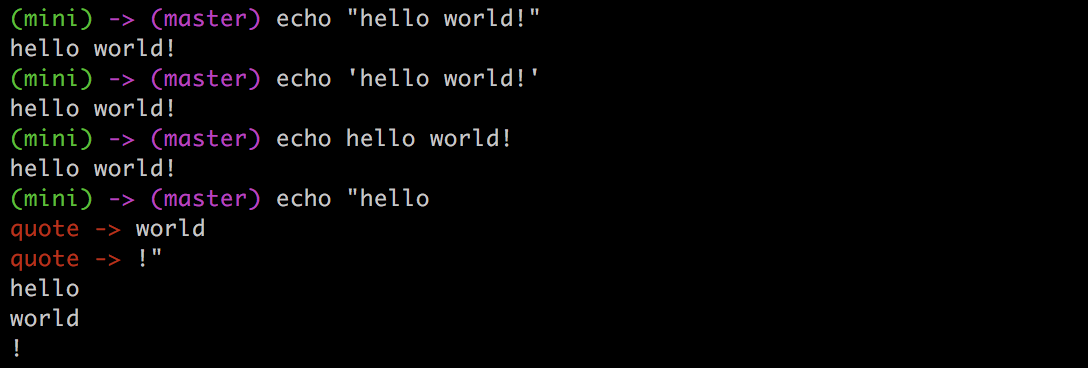 (mini) -> (master) echo "hello world!"
hello world!
(mini) -> (master) echo 'hello world!'
hello world!
(mini) -> (master) echo hello world!
hello world!
(mini) -> (master) echo "hello
quote -> world
quote -> !"
hello
world
!